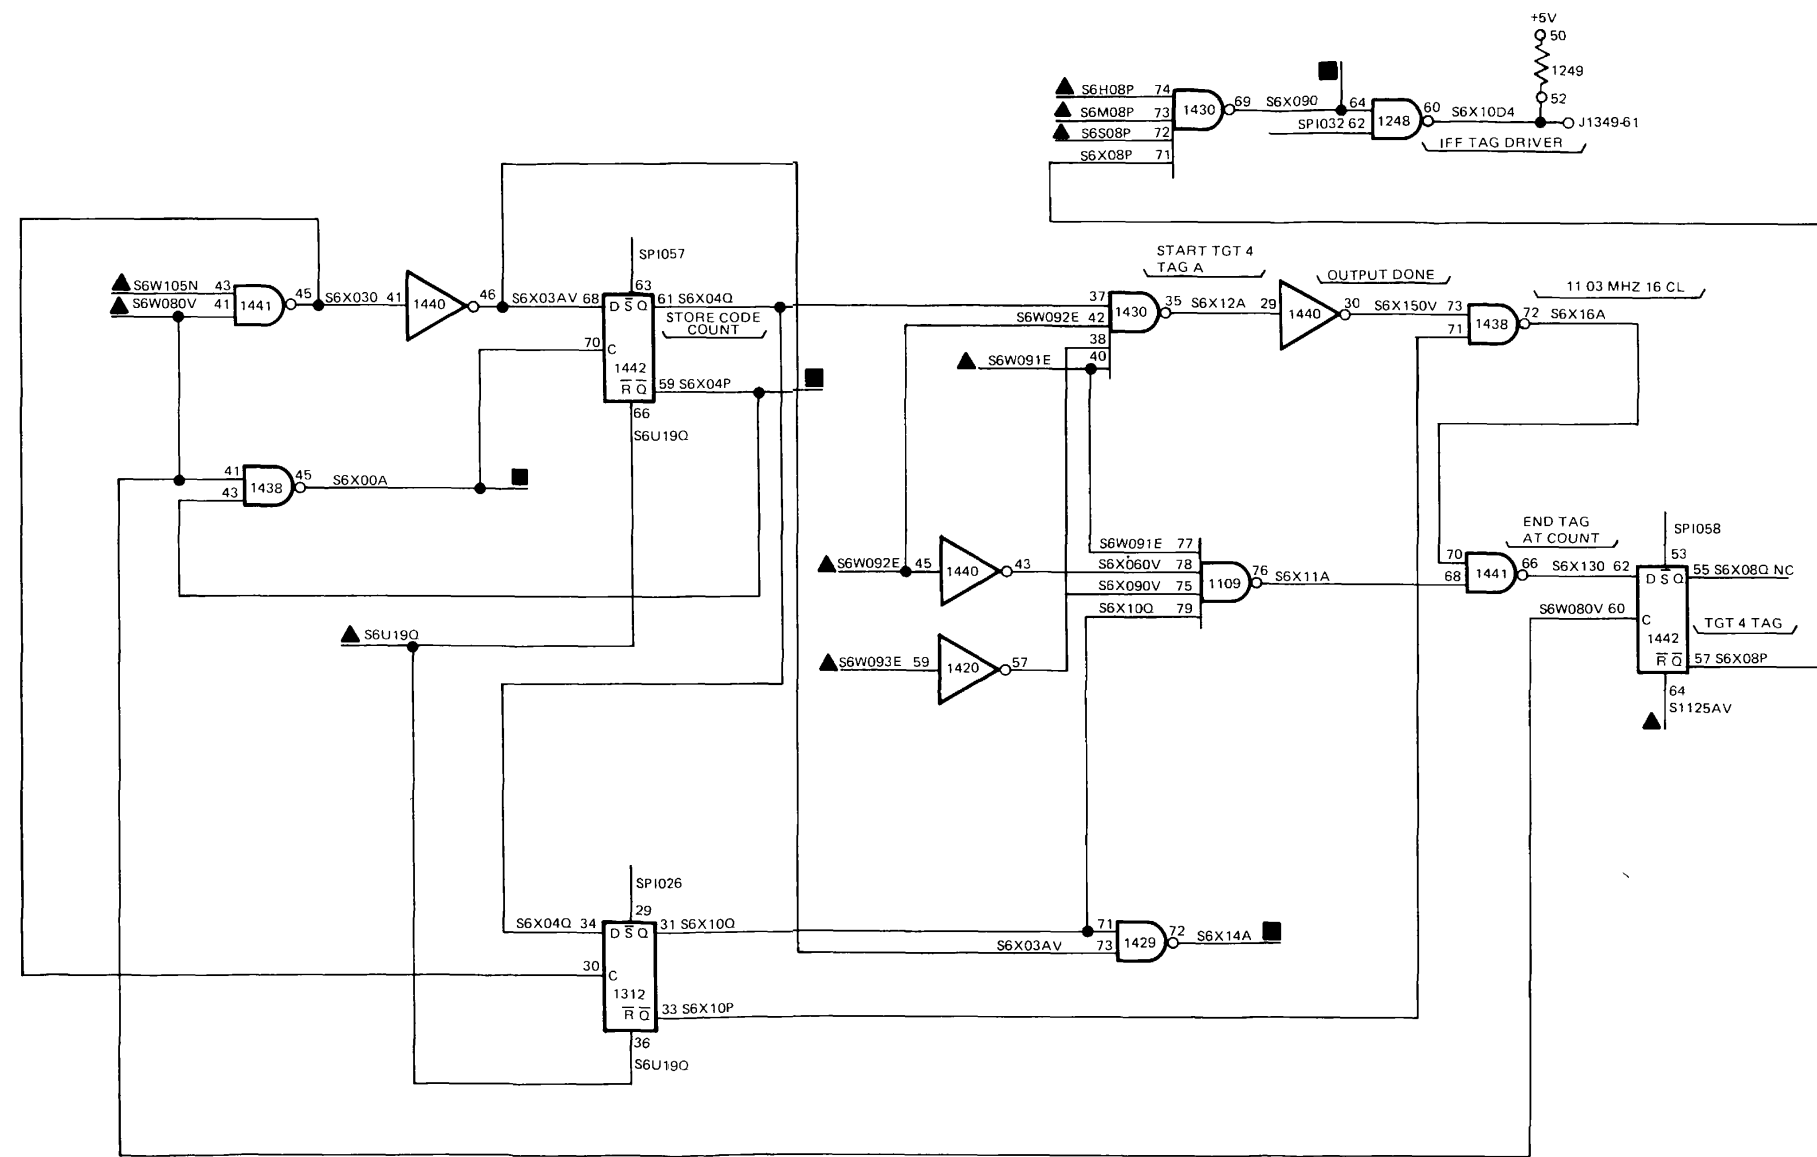 +5V
50
1249
52
S6H08P 74
S6M08P 73
S6S08P 72
S6X08P 71
1430
69 S6X090 64
SPI032 62
1248
60 S6X10D4
J1349-61
IFF TAG DRIVER
S6W105N 43
S6W080V 41
1441
45 S6X030 41
1440
46 S6X03AV 68
SPI057
63
D S Q
C
1442
R Q
61 S6X04Q
STORE CODE
COUNT
70
59 S6X04P
66
S6U19Q
41
43
1438
45 S6X00A
START TGT 4
TAG A
37
S6W092E 42
38
S6W091E 40
1430
35 S6X12A 29
OUTPUT DONE
1440
30 S6X150V 73
71
1438
11 03 MHZ 16 CL
72 S6X16A
S6W092E 45
1440
43
S6W091E 77
S6X060V 78
S6X090V 75
S6X10Q 79
1109
76 S6X11A
S6W093E 59
1420
57
END TAG
AT COUNT
70
68
1441
66 S6X130 62
SPI058
53
D S Q
C
1442
R Q
55 S6X08Q NC
S6W080V 60
TGT 4 TAG
57 S6X08P
64
S1125AV
S6U19Q
SPI026
29
S6X04Q 34
D S Q
C
1312
R Q
31 S6X10Q
30
33 S6X10P
36
S6U19Q
71
S6X03AV 73
1429
72 S6X14A